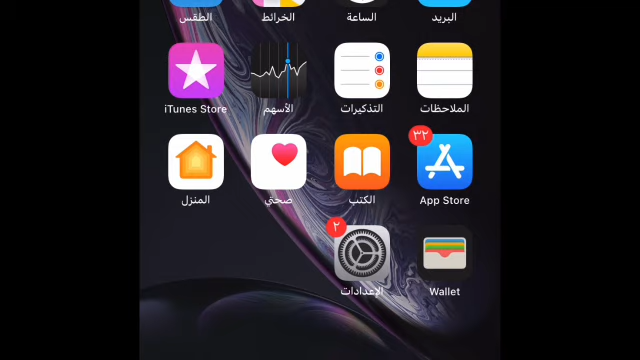 البريد الساعة الخرائط الطقس
الملاحظات التذكيرات الأسهم iTunes Store
٣٢
App Store الكتب صحتي المنزل
٢
Wallet الإعدادات